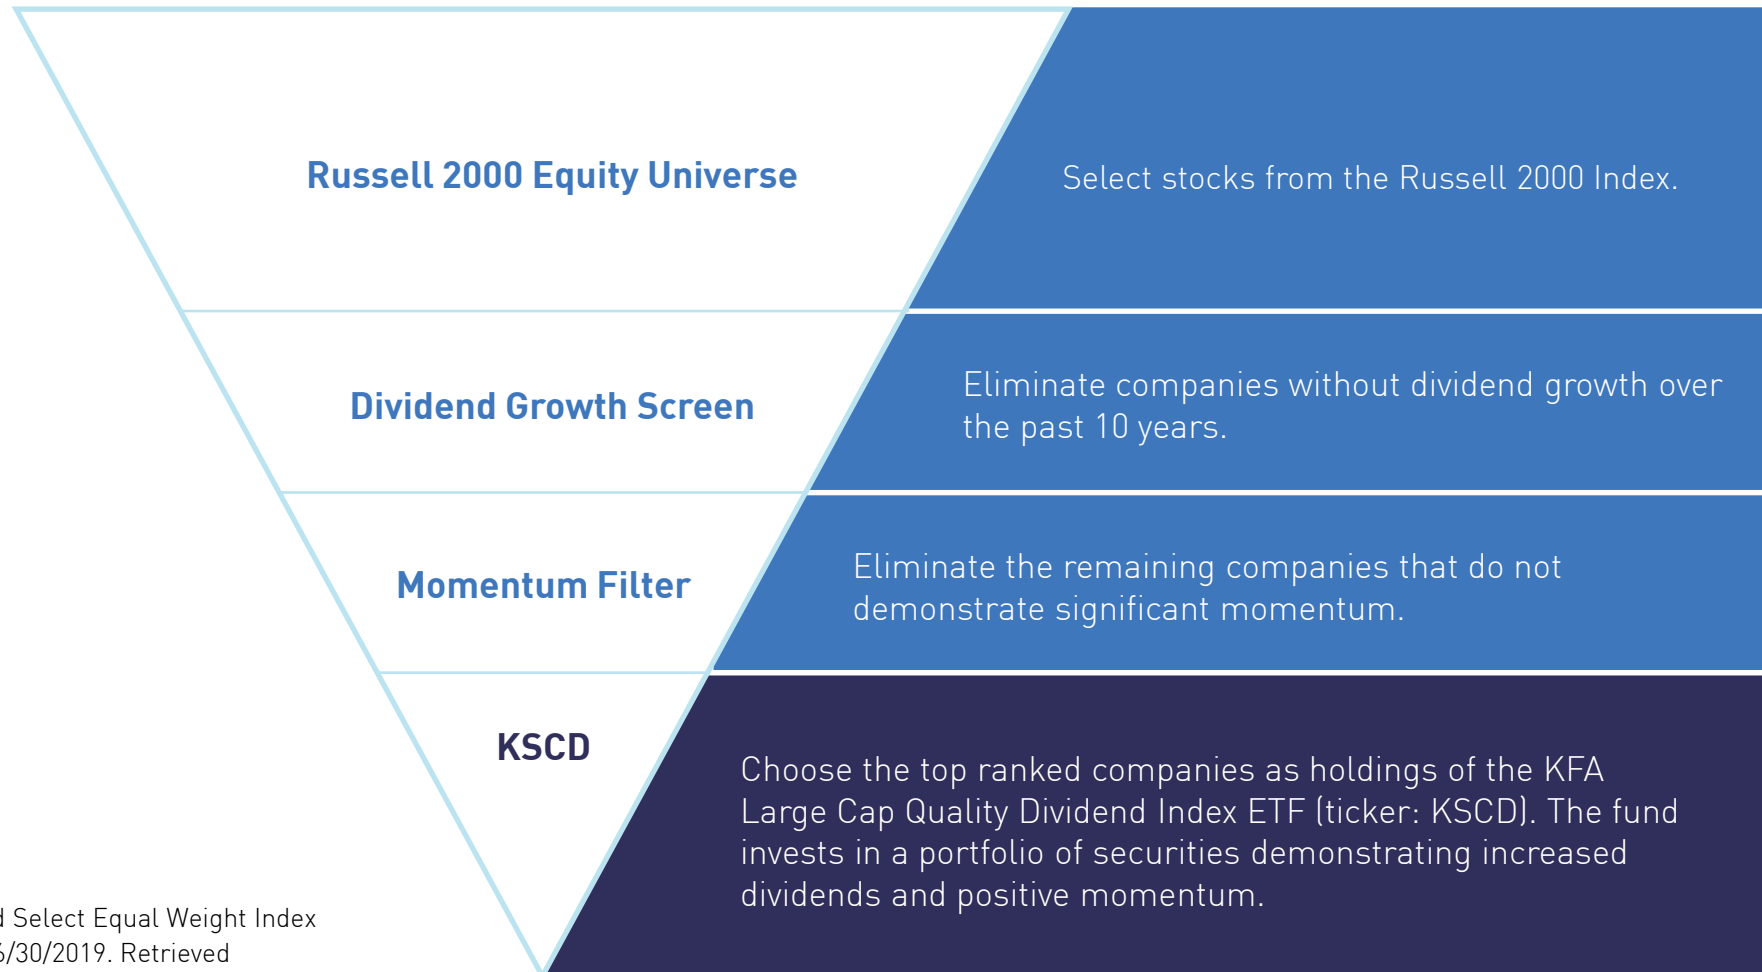 Russell 2000 Equity Universe
Select stocks from the Russell 2000 Index.
Dividend Growth Screen
Eliminate companies without dividend growth over
the past 10 years.
Momentum Filter
Eliminate the remaining companies that do not
demonstrate significant momentum.
KSCD
Choose the top ranked companies as holdings of the KFA
Large Cap Quality Dividend Index ETF (ticker: KSCD). The fund
invests in a portfolio of securities demonstrating increased
dividends and positive momentum.
Select Equal Weight Index
6/30/2019. Retrieved